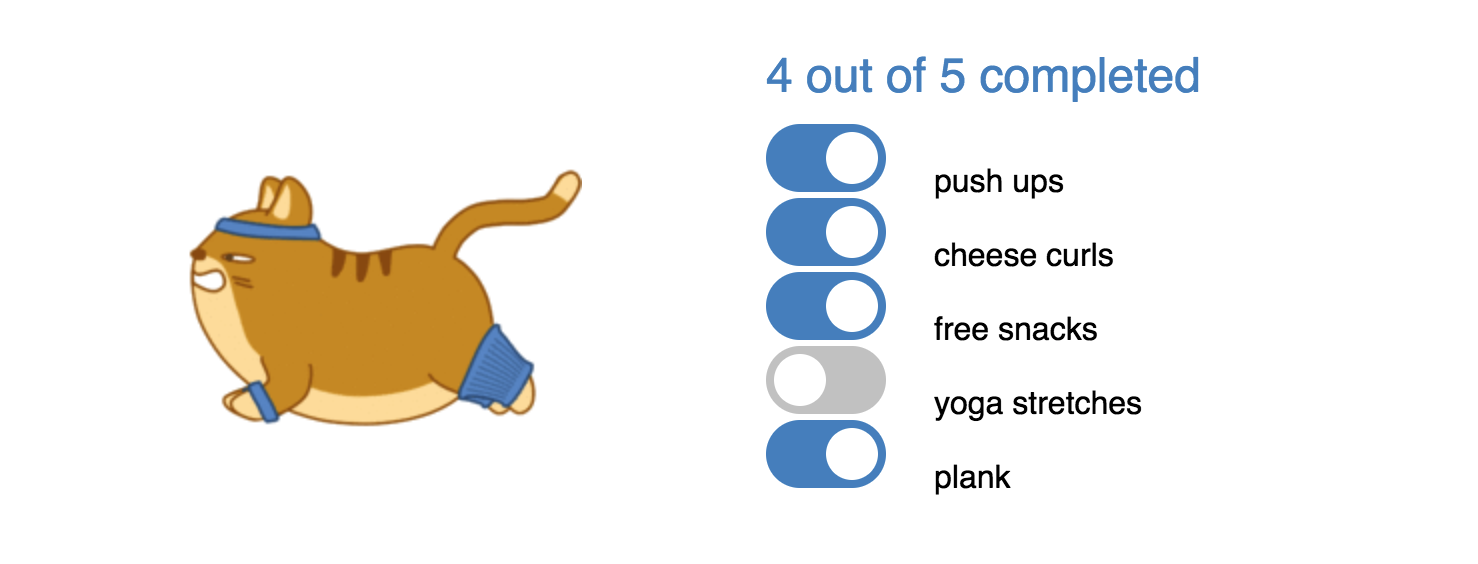 4 out of 5 completed
push ups
cheese curls
free snacks
yoga stretches
plank